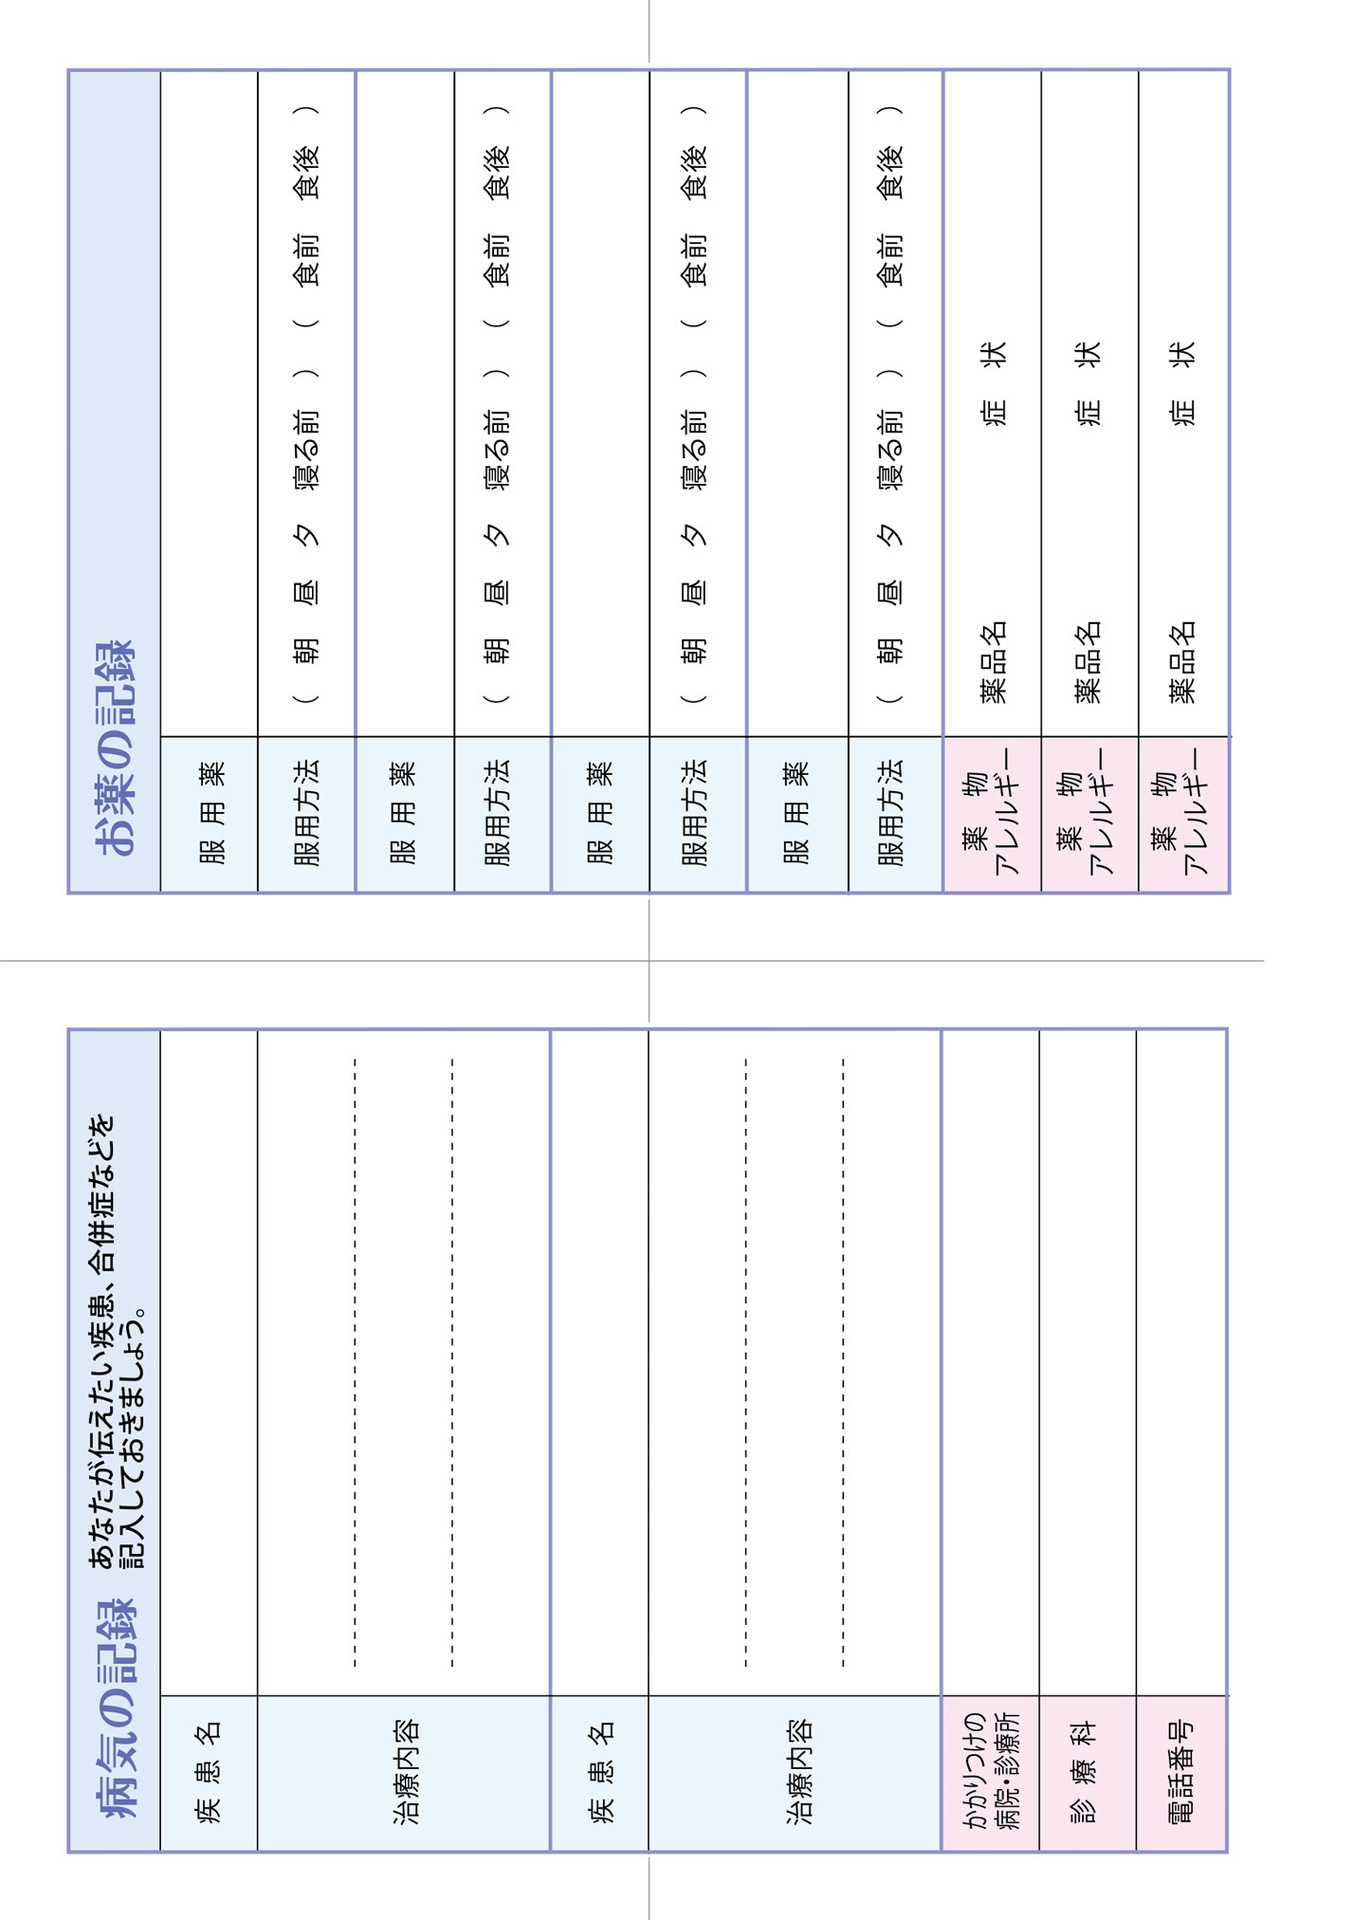 病気の記録
あなたが伝えたい疾患、合併症などを
記入しておきましょう。
疾 患 名
治療内容
疾 患 名
治療内容
かかりつけの
病院・診療所
診 療 科
電話番号
お薬の記録
服 用 薬
服用方法 （ 朝 昼 夕 寝る前 ）（ 食前 食後 ）
服 用 薬
服用方法 （ 朝 昼 夕 寝る前 ）（ 食前 食後 ）
服 用 薬
服用方法 （ 朝 昼 夕 寝る前 ）（ 食前 食後 ）
服 用 薬
服用方法 （ 朝 昼 夕 寝る前 ）（ 食前 食後 ）
薬 物
アレルギー
薬品名 症 状
薬 物
アレルギー
薬品名 症 状
薬 物
アレルギー
薬品名 症 状